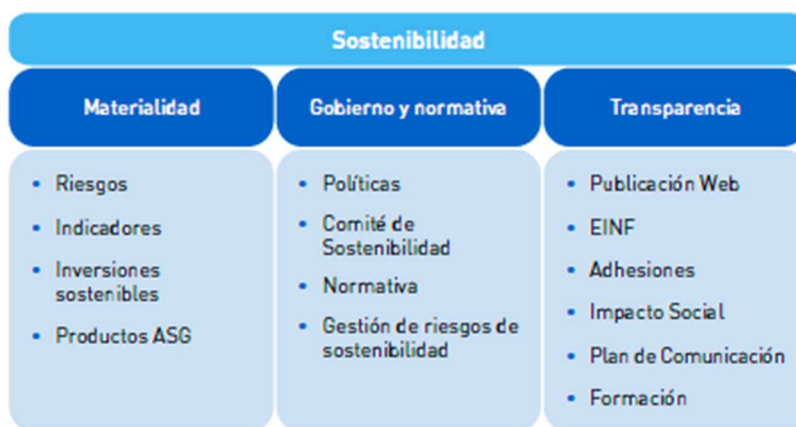 Sostenibilidad
Materialidad
Gobierno y normativa
Transparencia
• Riesgos
• Indicadores
• Inversiones
sostenibles
• Productos ASG
• Políticas
• Comité de
Sostenibilidad
• Normativa
• Gestión de riesgos de
sostenibilidad
• Publicación Web
• EINF
• Adhesiones
• Impacto Social
• Plan de Comunicación
• Formación